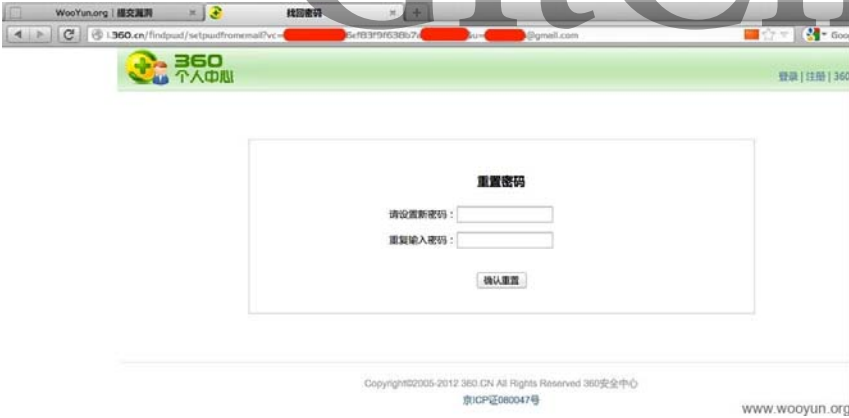 WooYun.org | 提交漏洞
找回密码
i.360.cn/findpwd/setpwdfromemail?vc=
u=
@gmail.com
Goo
360
个人中心
登录 | 注册 | 360
重置密码
请设置新密码：
重复输入密码：
确认重置
Copyright©2005-2012 360.CN All Rights Reserved 360安全中心
京ICP证080047号
www.wooyun.org